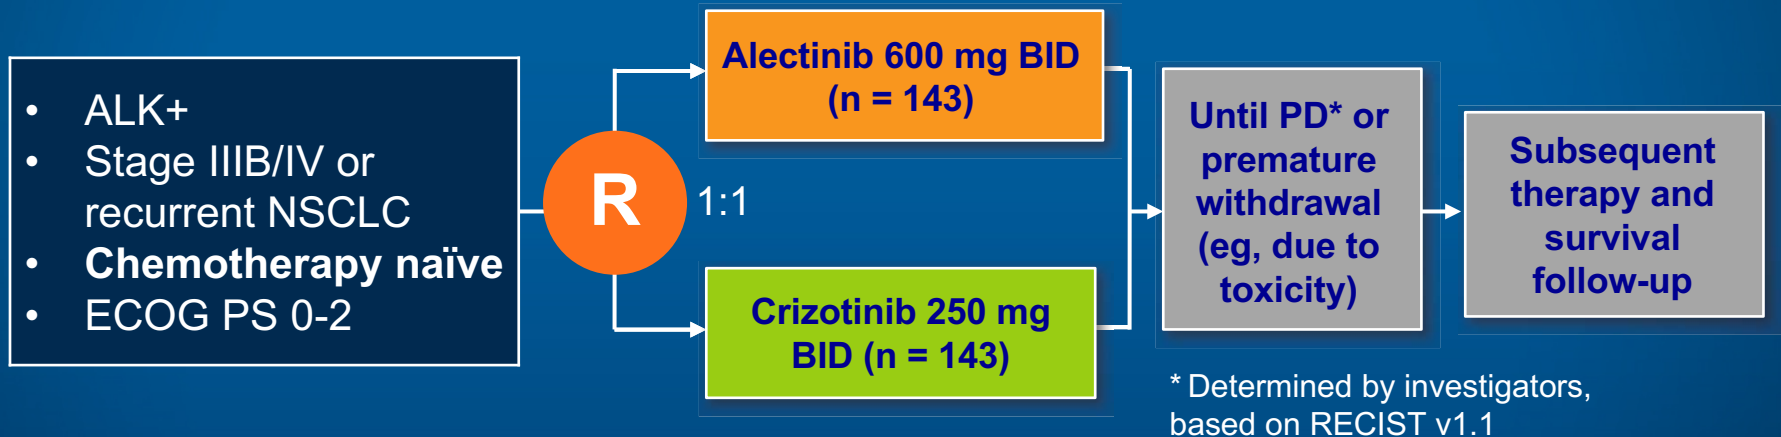 • ALK+
• Stage IIIB/IV or
recurrent NSCLC
• Chemotherapy naïve
• ECOG PS 0-2
R
1:1
Alectinib 600 mg BID
(n = 143)
Crizotinib 250 mg
BID (n = 143)
Until PD* or
premature
withdrawal
(eg, due to
toxicity)
Subsequent
therapy and
survival
follow-up
* Determined by investigators,
based on RECIST v1.1